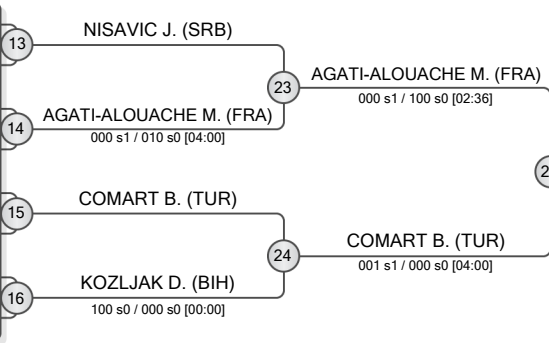 13
NISAVIC J. (SRB)
23
AGATI-ALOUACHE M. (FRA)
000 s1 / 100 s0 [02:36]
14
AGATI-ALOUACHE M. (FRA)
000 s1 / 010 s0 [04:00]
15
COMART B. (TUR)
24
COMART B. (TUR)
001 s1 / 000 s0 [04:00]
16
KOZLJAK D. (BIH)
100 s0 / 000 s0 [00:00]